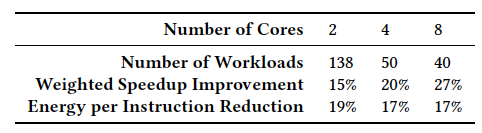 Number of Cores 2 4 8
Number of Workloads 138 50 40
Weighted Speedup Improvement 15% 20% 27%
Energy per Instruction Reduction 19% 17% 17%